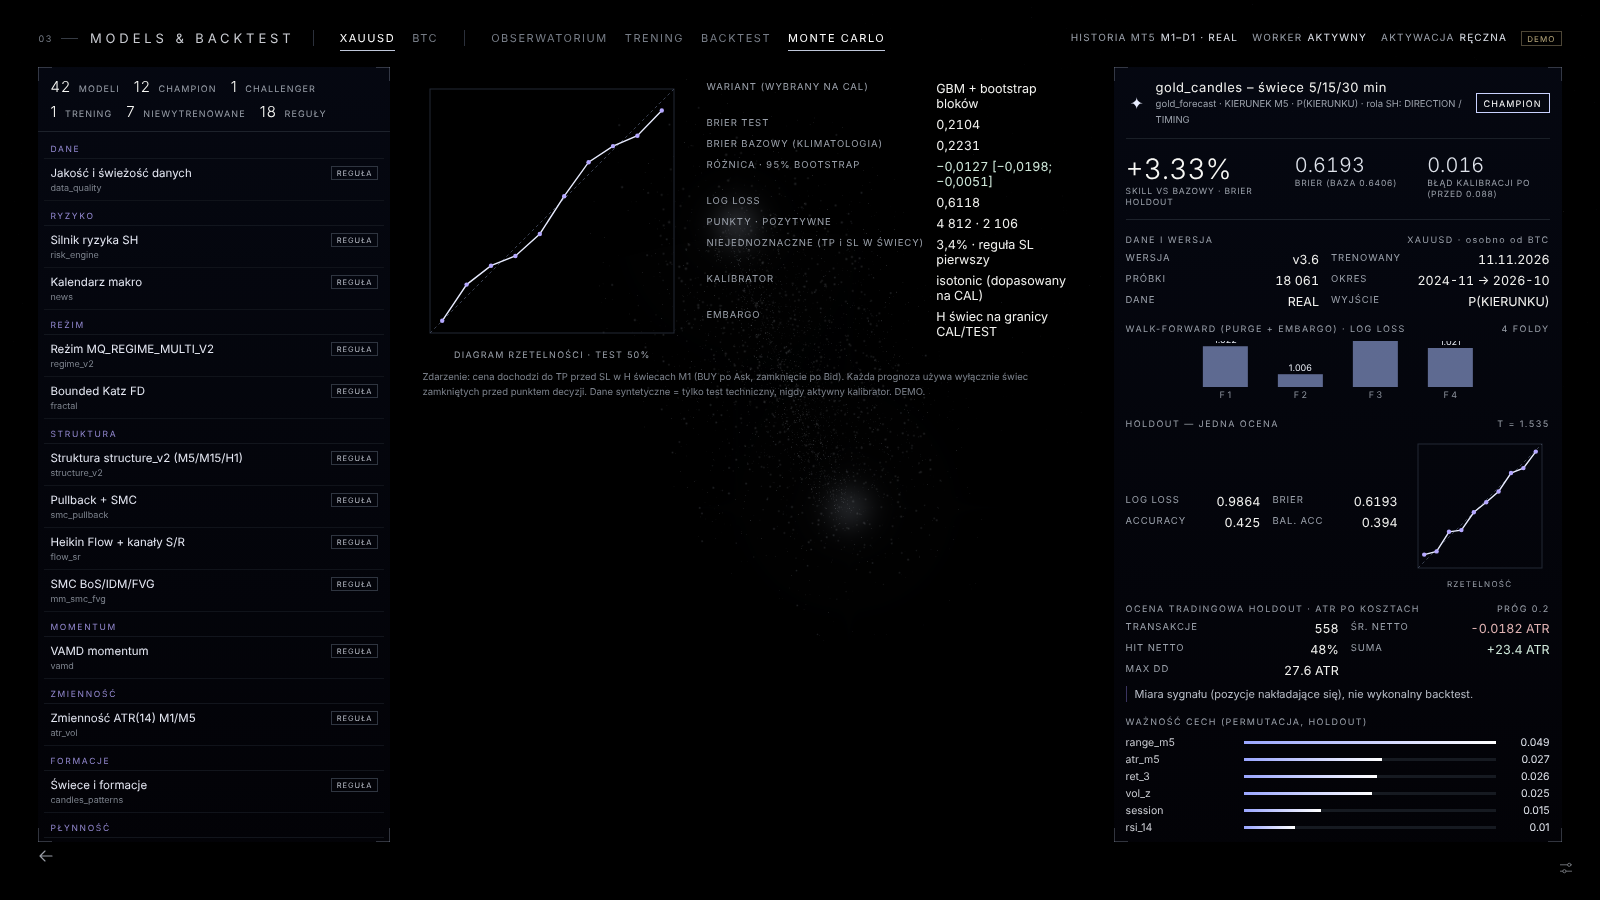 03 — MODELS & BACKTEST
XAUUSD BTC
OBSERWATORIUM TRENING BACKTEST MONTE CARLO
HISTORIA MT5 M1–D1 · REAL WORKER AKTYWNY AKTYWACJA RĘCZNA DEMO
42 MODELI 12 CHAMPION 1 CHALLENGER
1 TRENING 7 NIEWYTRENOWANE 18 REGUŁY
DANE
Jakość i świeżość danych REGUŁA
data_quality
RYZYKO
Silnik ryzyka SH REGUŁA
risk_engine
Kalendarz makro REGUŁA
news
REŻIM
Reżim MQ_REGIME_MULTI_V2 REGUŁA
regime_v2
Bounded Katz FD REGUŁA
fractal
STRUKTURA
Struktura structure_v2 (M5/M15/H1) REGUŁA
structure_v2
Pullback + SMC REGUŁA
smc_pullback
Heikin Flow + kanały S/R REGUŁA
flow_sr
SMC BoS/IDM/FVG REGUŁA
mm_smc_fvg
MOMENTUM
VAMD momentum REGUŁA
vamd
ZMIENNOŚĆ
Zmienność ATR(14) M1/M5 REGUŁA
atr_vol
FORMACJE
Świece i formacje REGUŁA
candles_patterns
PŁYNNOŚĆ
DIAGRAM RZETELNOŚCI · TEST 50%
WARIANT (WYBRANY NA CAL) GBM + bootstrap
bloków
BRIER TEST 0,2104
BRIER BAZOWY (KLIMATOLOGIA) 0,2231
RÓŻNICA · 95% BOOTSTRAP −0,0127 [−0,0198;
−0,0051]
LOG LOSS 0,6118
PUNKTY · POZYTYWNE 4 812 · 2 106
NIEJEDNOZNACZNE (TP i SL W ŚWIECY) 3,4% · reguła SL
pierwszy
KALIBRATOR isotonic (dopasowany
na CAL)
EMBARGO H świec na granicy
CAL/TEST
Zdarzenie: cena dochodzi do TP przed SL w H świecach M1 (BUY po Ask, zamknięcie po Bid). Każda prognoza używa wyłącznie świec
zamkniętych przed punktem decyzji. Dane syntetyczne = tylko test techniczny, nigdy aktywny kalibrator. DEMO.
gold_candles – świece 5/15/30 min
gold_forecast · KIERUNEK M5 · P(KIERUNKU) · rola SH: DIRECTION /
TIMING
CHAMPION
+3.33% 0.6193 0.016
SKILL VS BAZOWY · BRIER
HOLDOUT
BRIER (BAZA 0.6406)
BŁĄD KALIBRACJI PO
(PRZED 0.088)
DANE I WERSJA XAUUSD · osobno od BTC
WERSJA v3.6 TRENOWANY 11.11.2026
PRÓBKI 18 061 OKRES 2024-11 → 2026-10
DANE REAL WYJŚCIE P(KIERUNKU)
WALK-FORWARD (PURGE + EMBARGO) · LOG LOSS 4 FOLDY
1.022 1.006 1.021
F1 F2 F3 F4
HOLDOUT — JEDNA OCENA T = 1.535
LOG LOSS 0.9864 BRIER 0.6193
ACCURACY 0.425 BAL. ACC 0.394
RZETELNOŚĆ
OCENA TRADINGOWA HOLDOUT · ATR PO KOSZTACH PRÓG 0.2
TRANSAKCJE 558 ŚR. NETTO -0.0182 ATR
HIT NETTO 48% SUMA +23.4 ATR
MAX DD 27.6 ATR
Miara sygnału (pozycje nakładające się), nie wykonalny backtest.
WAŻNOŚĆ CECH (PERMUTACJA, HOLDOUT)
range_m5 0.049
atr_m5 0.027
ret_3 0.026
vol_z 0.025
session 0.015
rsi_14 0.01